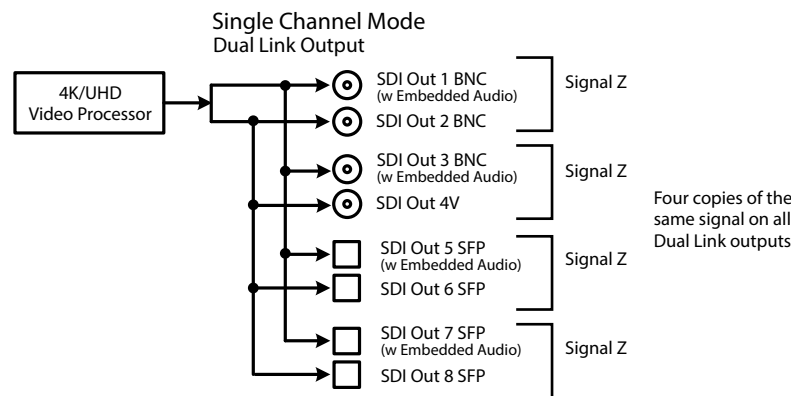 Single Channel Mode
Dual Link Output
4K/UHD
Video Processor
SDI Out 1 BNC
(w Embedded Audio)
SDI Out 2 BNC
Signal Z
SDI Out 3 BNC
(w Embedded Audio)
SDI Out 4V
Signal Z
SDI Out 5 SFP
(w Embedded Audio)
SDI Out 6 SFP
Signal Z
SDI Out 7 SFP
(w Embedded Audio)
SDI Out 8 SFP
Signal Z
Four copies of the
same signal on all
Dual Link outputs